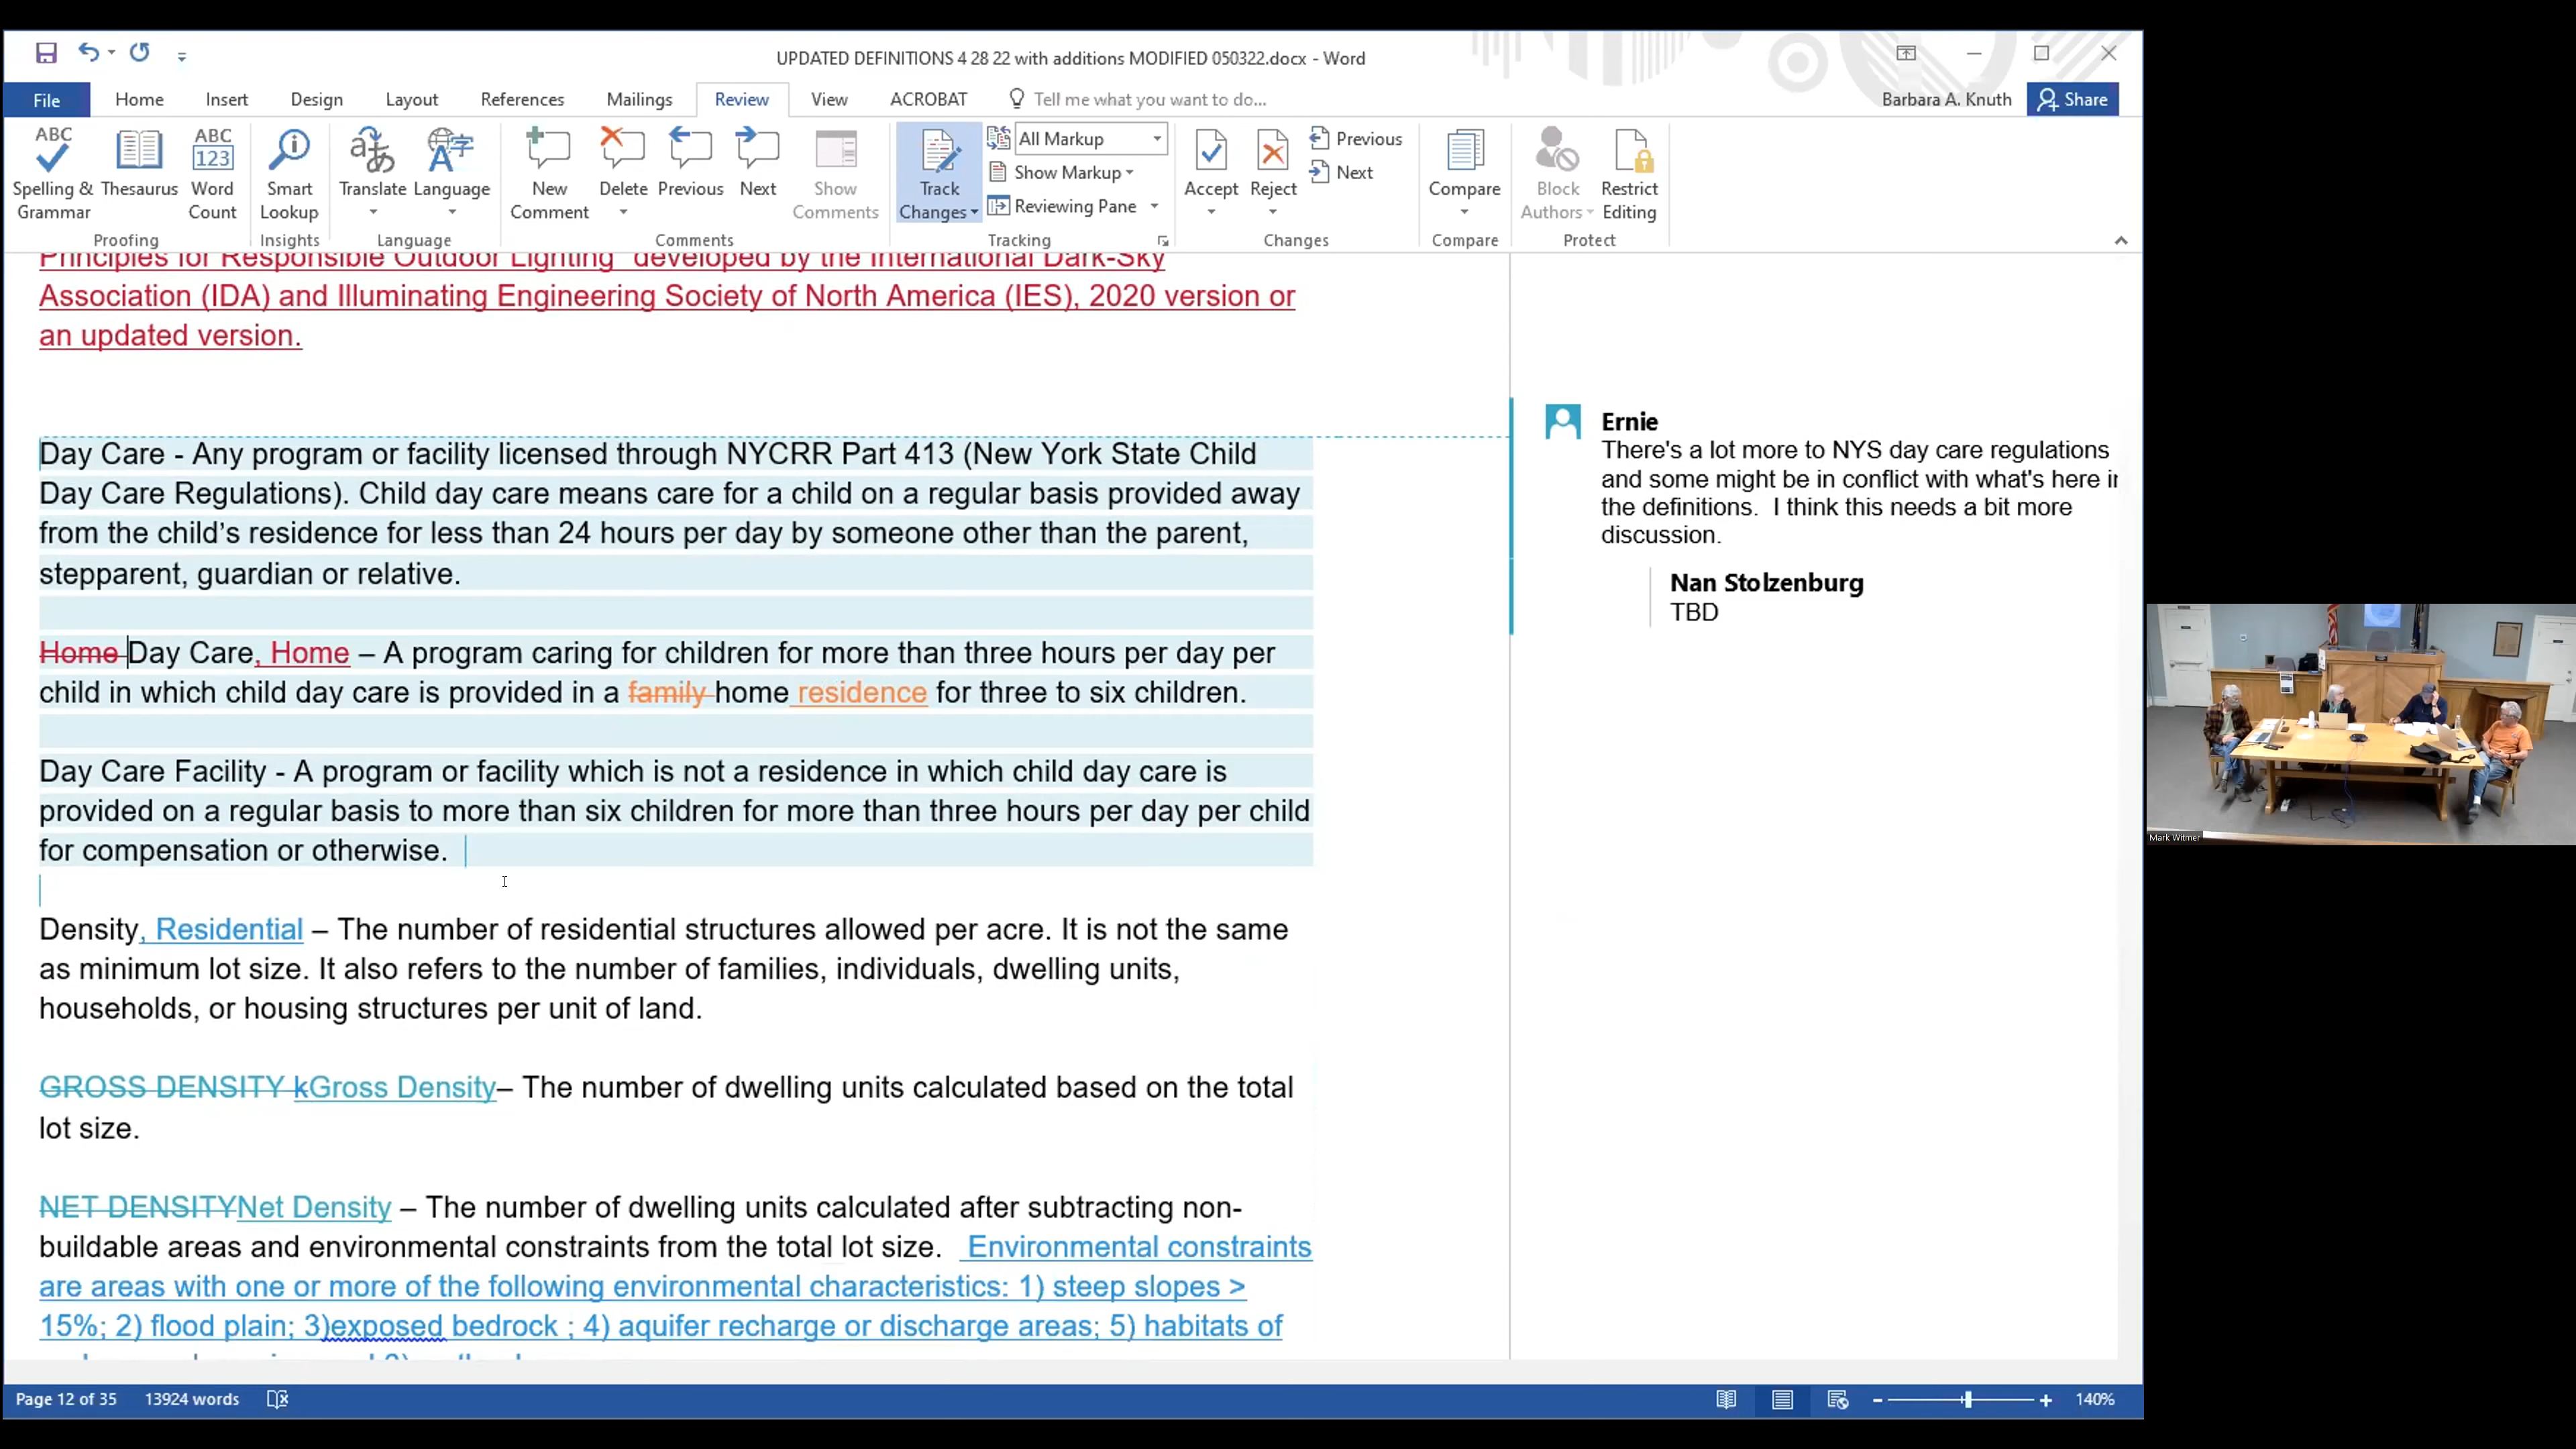 UPDATED DEFINITIONS 4 28 22 with additions MODIFIED 050322.docx - Word
File Home Insert Design Layout References Mailings Review View ACROBAT Tell me what you want to do... Barbara A. Knuth Share
ABC
ABC
123
Spelling &
Grammar
Thesaurus
Word
Count
Smart
Lookup
Translate
Language
New
Comment
Delete
Previous
Next
Show
Comments
Track
Changes
All Markup
Show Markup
Reviewing Pane
Accept
Reject
Previous
Next
Compare
Block
Authors
Restrict
Editing
Proofing Insights Language Comments Tracking Changes Compare Protect
Principles for Responsible Outdoor Lighting" developed by the International Dark-Sky
Association (IDA) and Illuminating Engineering Society of North America (IES), 2020 version or
an updated version.
Day Care - Any program or facility licensed through NYCRR Part 413 (New York State Child
Day Care Regulations). Child day care means care for a child on a regular basis provided away
from the child’s residence for less than 24 hours per day by someone other than the parent,
stepparent, guardian or relative.
Home Day Care, Home – A program caring for children for more than three hours per day per
child in which child day care is provided in a family home residence for three to six children.
Day Care Facility - A program or facility which is not a residence in which child day care is
provided on a regular basis to more than six children for more than three hours per day per child
for compensation or otherwise.
Density, Residential – The number of residential structures allowed per acre. It is not the same
as minimum lot size. It also refers to the number of families, individuals, dwelling units,
households, or housing structures per unit of land.
GROSS DENSITY kGross Density– The number of dwelling units calculated based on the total
lot size.
NET DENSITYNet Density – The number of dwelling units calculated after subtracting non-
buildable areas and environmental constraints from the total lot size. Environmental constraints
are areas with one or more of the following environmental characteristics: 1) steep slopes >
15%; 2) flood plain; 3)exposed bedrock ; 4) aquifer recharge or discharge areas; 5) habitats of
Ernie
There's a lot more to NYS day care regulations
and some might be in conflict with what's here in
the definitions. I think this needs a bit more
discussion.
Nan Stolzenburg
TBD
Mark Witmer
Page 12 of 35 13924 words 140%